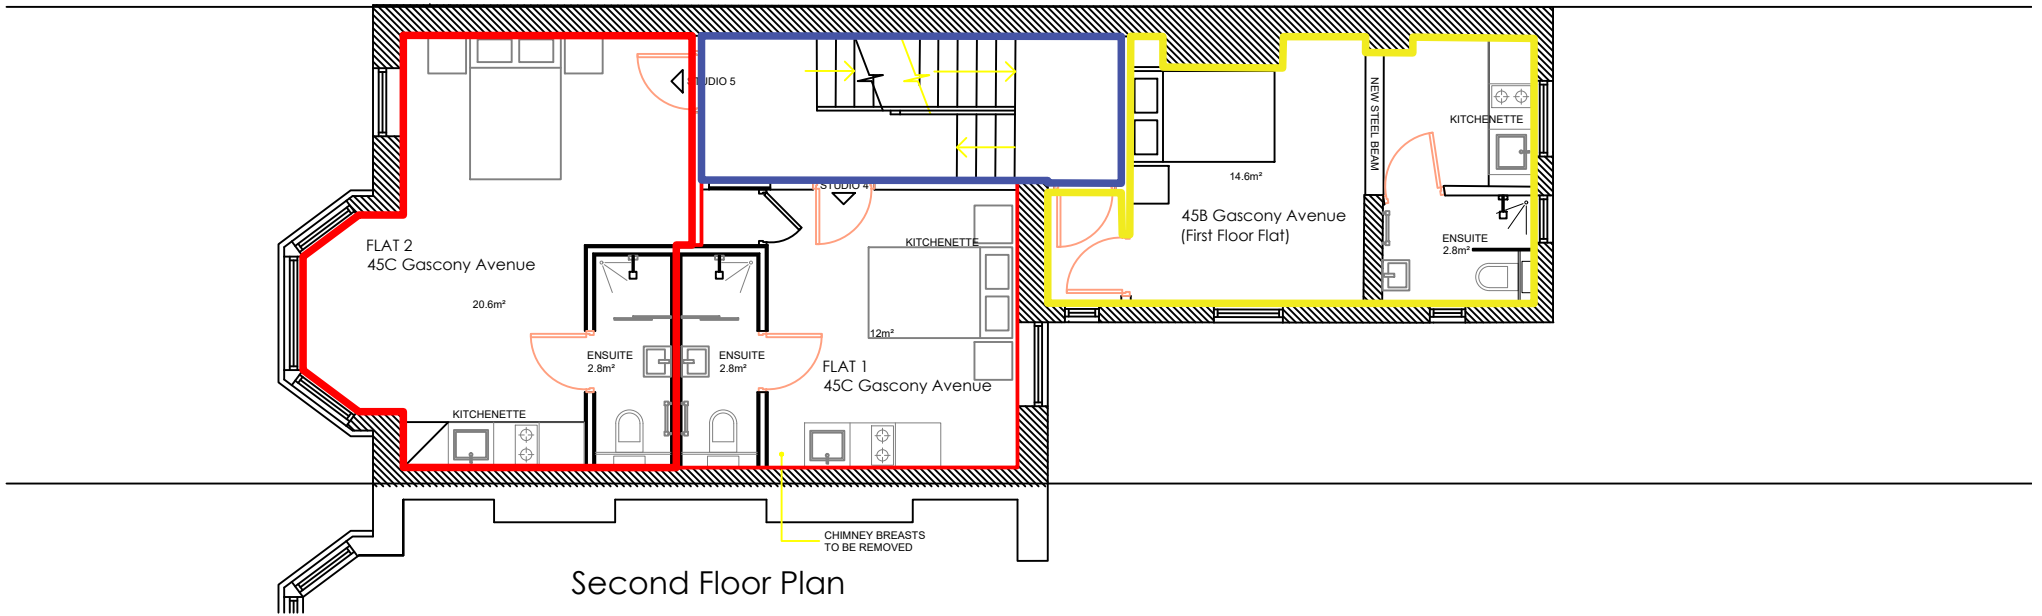 STUDIO 5
NEW STEEL BEAM
KITCHENETTE
14.6m²
STUDIO 4
45B Gascony Avenue
(First Floor Flat)
FLAT 2
45C Gascony Avenue
KITCHENETTE
ENSUITE
2.8m²
20.6m²
12m²
ENSUITE
2.8m²
ENSUITE
2.8m²
FLAT 1
45C Gascony Avenue
KITCHENETTE
CHIMNEY BREASTS
TO BE REMOVED
Second Floor Plan